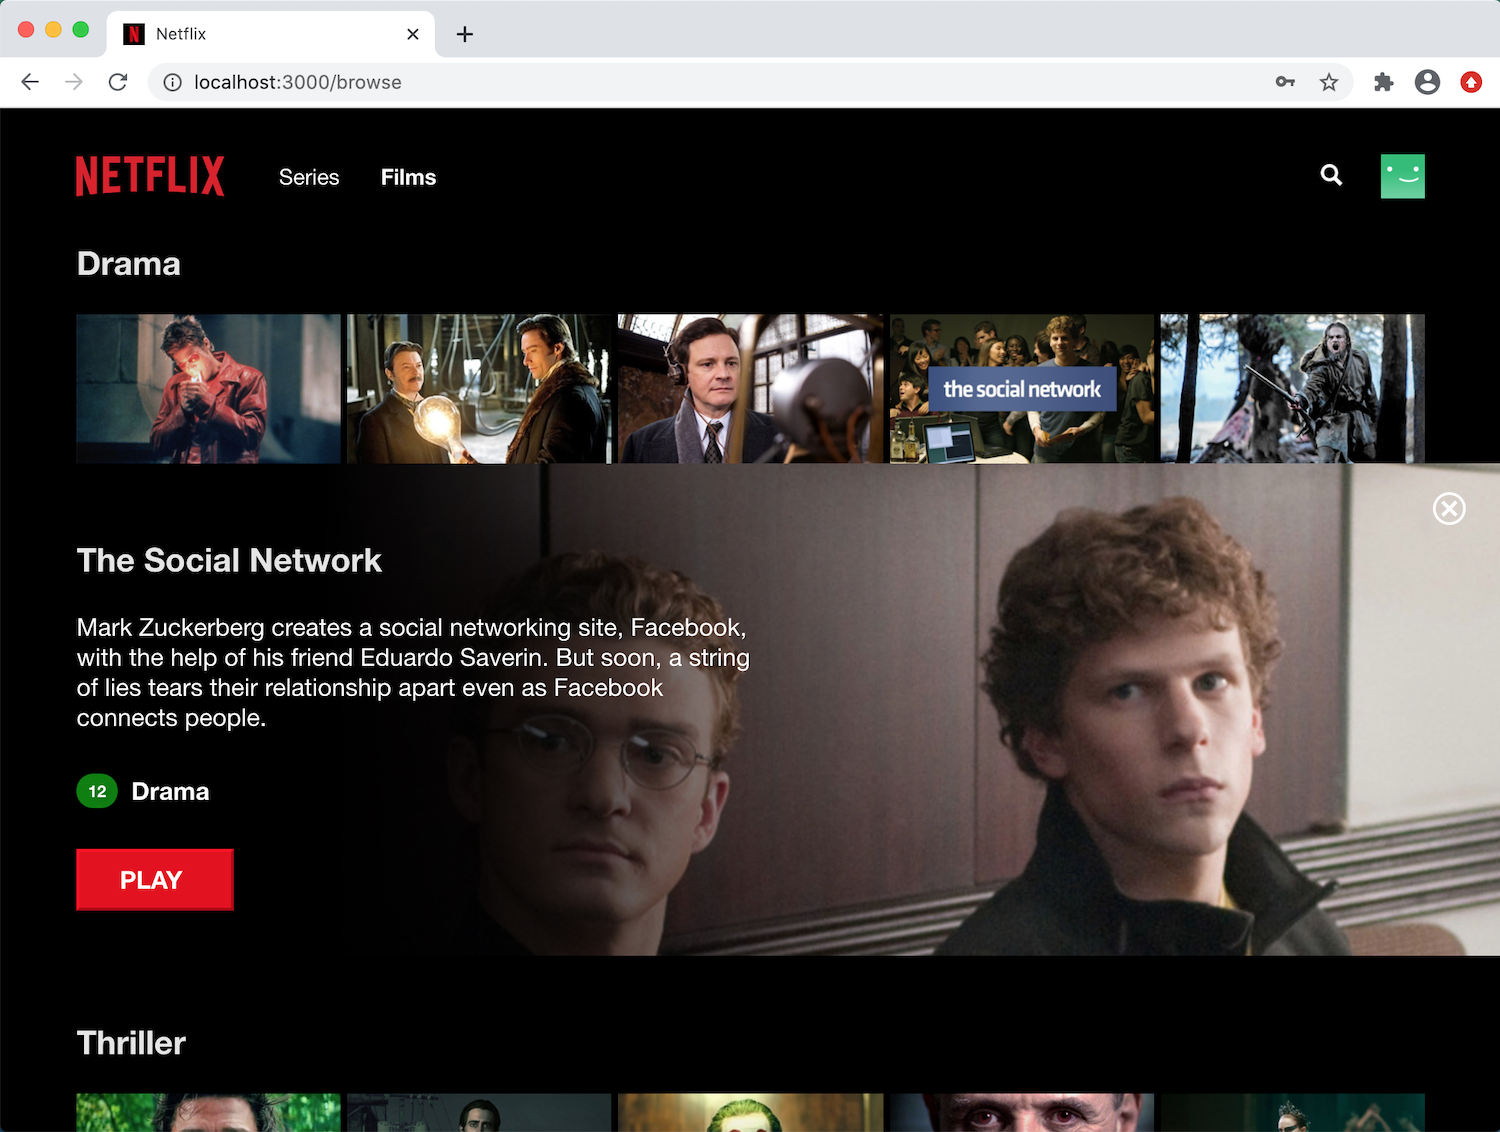 Netflix
localhost:3000/browse
NETFLIX
Series
Films
Drama
the social network
The Social Network
Mark Zuckerberg creates a social networking site, Facebook,
with the help of his friend Eduardo Saverin. But soon, a string
of lies tears their relationship apart even as Facebook
connects people.
12
Drama
PLAY
Thriller